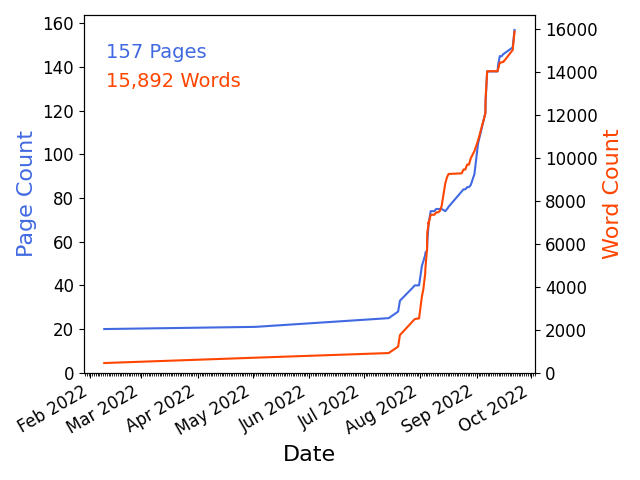 157 Pages
15,892 Words
Page Count
160
140
120
100
80
60
40
20
0
Word Count
16000
14000
12000
10000
8000
6000
4000
2000
0
Feb 2022
Mar 2022
Apr 2022
May 2022
Jun 2022
Jul 2022
Aug 2022
Sep 2022
Oct 2022
Date